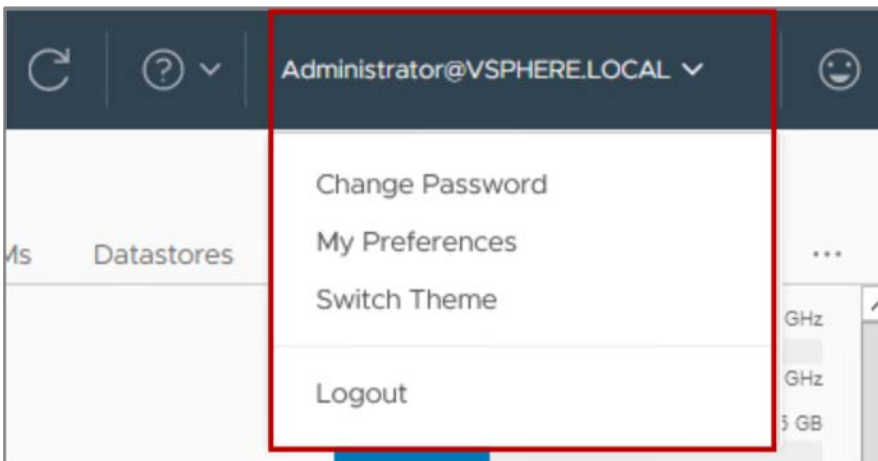 Administrator@VSPHERE.LOCAL
Change Password
My Preferences
Datastores
Switch Theme
GHz
GHz
Logout
GB